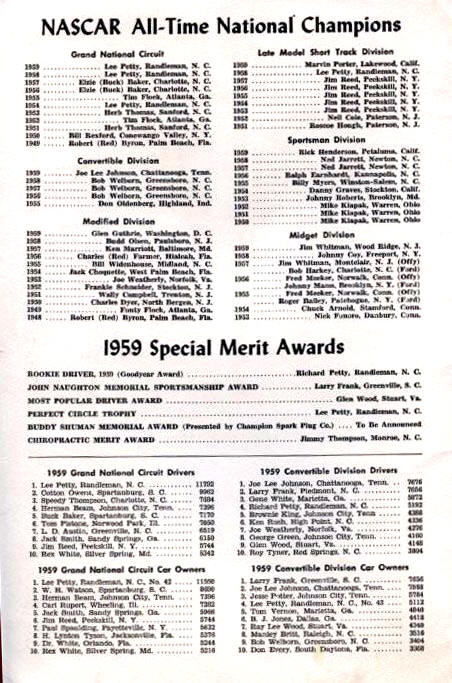 NASCAR All-Time National Champions
Grand National Circuit
1959 Lee Petty, Randleman, N. C.
1958 Lee Petty, Randleman, N. C.
1957 Elzie (Buck) Baker, Charlotte, N. C.
1956 Elzie (Buck) Baker, Charlotte, N. C.
1955 Tim Flock, Atlanta, Ga.
1954 Lee Petty, Randleman, N. C.
1953 Herb Thomas, Sanford, N. C.
1952 Tim Flock, Atlanta, Ga.
1951 Herb Thomas, Sanford, N. C.
1950 Bill Rexford, Conewango Valley, N. Y.
1949 Robert (Red) Byron, Palm Beach, Fla.
Convertible Division
1959 Joe Lee Johnson, Chattanooga, Tenn.
1958 Bob Welborn, Greensboro, N. C.
1957 Bob Welborn, Greensboro, N. C.
1956 Bob Welborn, Greensboro, N. C.
1955 Don Oldenberg, Highland, Ind.
Modified Division
1959 Glen Guthrie, Washington, D. C.
1958 Budd Olsen, Paulsboro, N. J.
1957 Ken Marriott, Baltimore, Md.
1956 Charles (Red) Farmer, Hialeah, Fla.
1955 Bill Widenhouse, Midland, N. C.
1954 Jack Choquette, West Palm Beach, Fla.
1953 Joe Weatherly, Norfolk, Va.
1952 Frankie Schneider, Stockton, N. J.
1951 Wally Campbell, Trenton, N. J.
1950 Charles Dyer, North Bergen, N. J.
1949 Fonty Flock, Atlanta, Ga.
1948 Robert (Red) Byron, Palm Beach, Fla.
Late Model Short Track Division
1959 Marvin Porter, Lakewood, Calif.
1958 Lee Petty, Randleman, N. C.
1957 Jim Reed, Peekskill, N. Y.
1956 Jim Reed, Peekskill, N. Y.
1955 Jim Reed, Peekskill, N. Y.
1954 Jim Reed, Peekskill, N. Y.
1953 Jim Reed, Peekskill, N. Y.
1952 Neil Cole, Paterson, N. J.
1951 Roscoe Hough, Paterson, N. J.
Sportsman Division
1959 Rick Henderson, Petaluma, Calif.
1958 Ned Jarrett, Newton, N. C.
1957 Ned Jarrett, Newton, N. C.
1956 Ralph Earnhardt, Kannapolis, N. C.
1955 Billy Myers, Winston-Salem, N. C.
1954 Danny Graves, Stockton, Calif.
1953 Johnny Roberts, Brooklyn, Md.
1952 Mike Klapak, Warren, Ohio
1951 Mike Klapak, Warren, Ohio
1950 Mike Klapak, Warren, Ohio
Midget Division
1959 Jim Whitman, Wood Ridge, N. J.
1958 Johnny Coy, Freeport, N. Y.
1957 Jim Whitman, Montclair, N. J. (Offy)
Bob Harkey, Charlotte, N. C. (Ford)
1956 Fred Meeker, Norwalk, Conn. (Offy)
Johnny Mann, Brooklyn, N. Y. (Ford)
1955 Fred Meeker, Norwalk, Conn. (Offy)
Roger Bailey, Patchogue, N. Y. (Ford)
1954 Chuck Arnold, Stamford, Conn.
1953 Nick Fornoro, Danbury, Conn.
1959 Special Merit Awards
ROOKIE DRIVER, 1959 (Goodyear Award) Richard Petty, Randleman, N. C.
JOHN NAUGHTON MEMORIAL SPORTSMANSHIP AWARD Larry Frank, Greenville, S. C.
MOST POPULAR DRIVER AWARD Glen Wood, Stuart, Va.
PERFECT CIRCLE TROPHY Lee Petty, Randleman, N. C.
BUDDY SHUMAN MEMORIAL AWARD (Presented by Champion Spark Plug Co.) .... To Be Announced
CHIROPRACTIC MERIT AWARD Jimmy Thompson, Monroe, N. C.
1959 Grand National Circuit Drivers
1. Lee Petty, Randleman, N. C. 11792
2. Cotton Owens, Spartanburg, S. C. 9962
3. Speedy Thompson, Charlotte, N. C. 7684
4. Herman Beam, Johnson City, Tenn. 7396
5. Buck Baker, Spartanburg, S. C. 7170
6. Tom Pistone, Norwood Park, Ill. 7050
7. L. D. Austin, Greenville, N. C. 6519
8. Jack Smith, Sandy Springs, Ga. 6150
9. Jim Reed, Peekskill, N. Y. 5744
10. Rex White, Silver Spring, Md. 5342
1959 Grand National Circuit Car Owners
1. Lee Petty, Randleman, N. C., No. 42
2. W. H. Watson, Spartanburg, S. C.
3. Herman Beam, Johnson City, Tenn. 7396
4. Carl Rupert, Wheeling, Ill.
5. Jack Smith, Sandy Springs, Ga.
6. Jim Reed, Peekskill, N. Y. 5744
7. Paul Spaulding, Fayetteville, N. Y. 5632
8. H. Lynton Tyson, Jacksonville, Fla.
9. Dr. White, Orlando, Fla.
10. Rex White, Silver Spring, Md.
1959 Convertible Division Drivers
1. Joe Lee Johnson, Chattanooga, Tenn. 7676
2. Larry Frank, Piedmont, N. C. 7656
3. Gene White, Marietta, Ga.
4. Richard Petty, Randleman, N. C.
5. Brownie King, Johnson City, Tenn.
6. Ken Rush, High Point, N. C. 4336
7. Joe Weatherly, Norfolk, Va. 4276
8. George Green, Johnson City, Tenn. 4160
9. Glen Wood, Stuart, Va.
10. Roy Tyner, Red Springs, N. C. 3804
1959 Convertible Division Car Owners
1. Larry Frank, Greenville, S. C. 7656
2. Joe Lee Johnson, Chattanooga, Tenn.
3. Jesse Potter, Johnson City, Tenn. 5784
4. Lee Petty, Randleman, N. C., No. 43
5. Tom Vernon, Marietta, Ga.
6. B. J. Jones, Dallas, Ga.
7. Ray Lee Wood, Stuart, Va.
8. Manley Britt, Raleigh, N. C. 3516
9. Bob Welborn, Greensboro, N. C. 3404
10. Don Every, South Daytona, Fla.